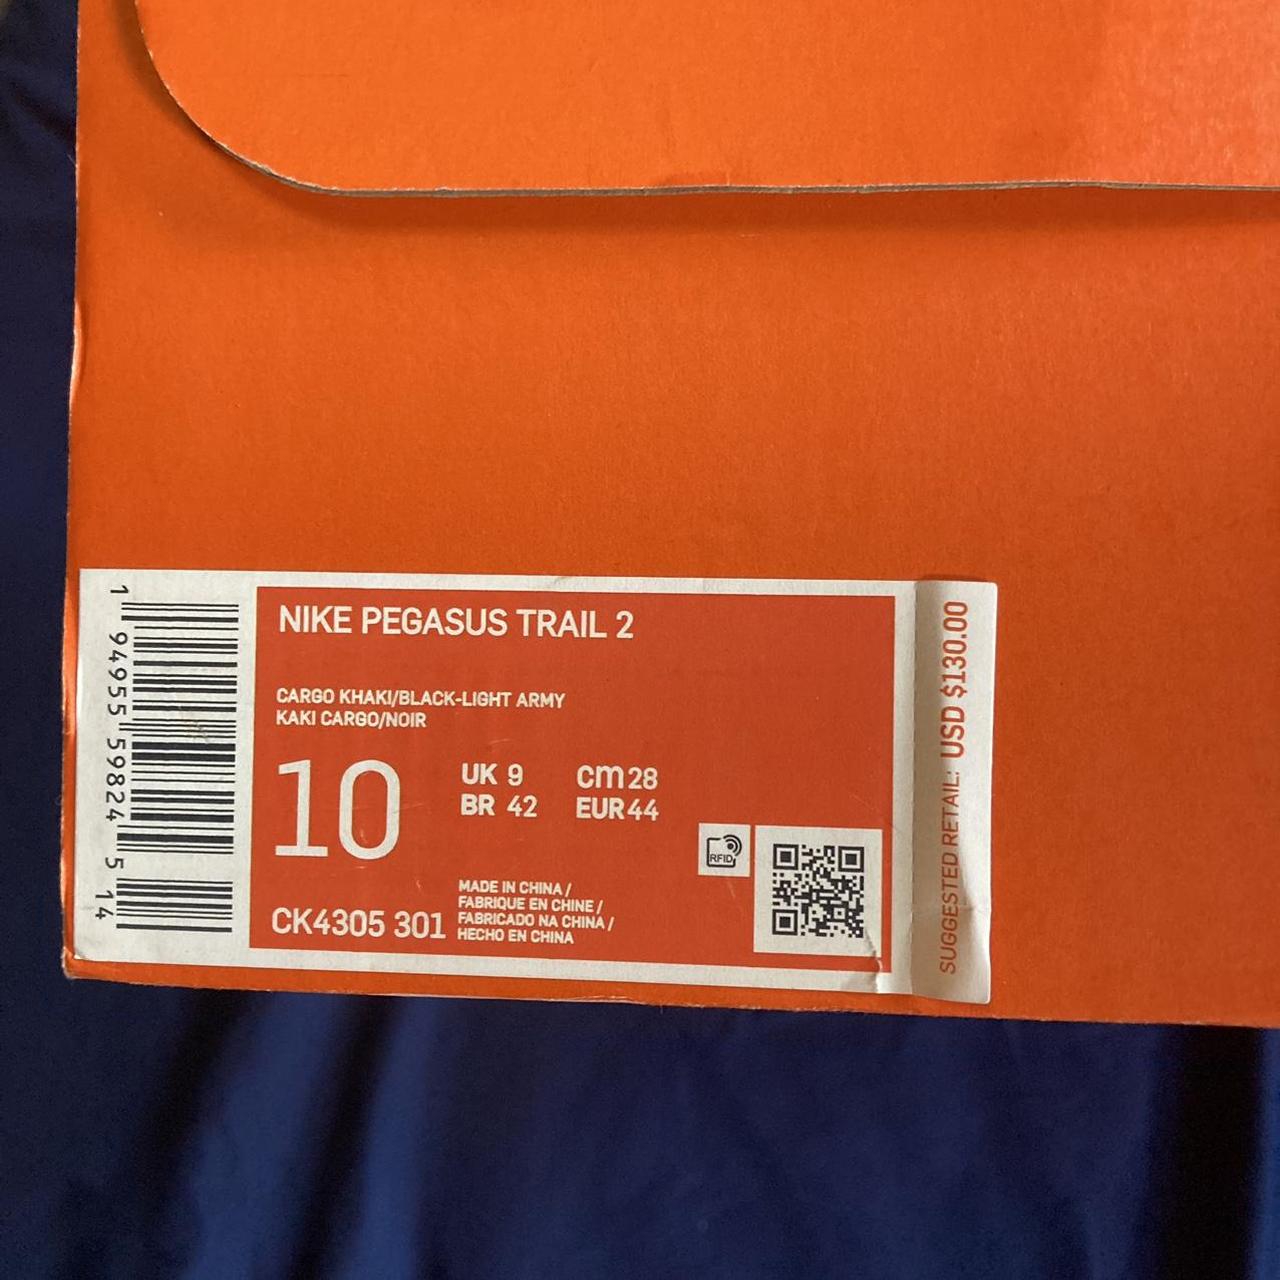 NIKE PEGASUS TRAIL 2
CARGO KHAKI/BLACK-LIGHT ARMY
KAKI CARGO/NOIR
10
UK 9
cm 28
BR 42
EUR 44
CK4305 301
MADE IN CHINA /
FABRIQUE EN CHINE /
FABRICADO NA CHINA /
HECHO EN CHINA
RFID
1 94955 59824 5 14
SUGGESTED RETAIL: USD $130.00